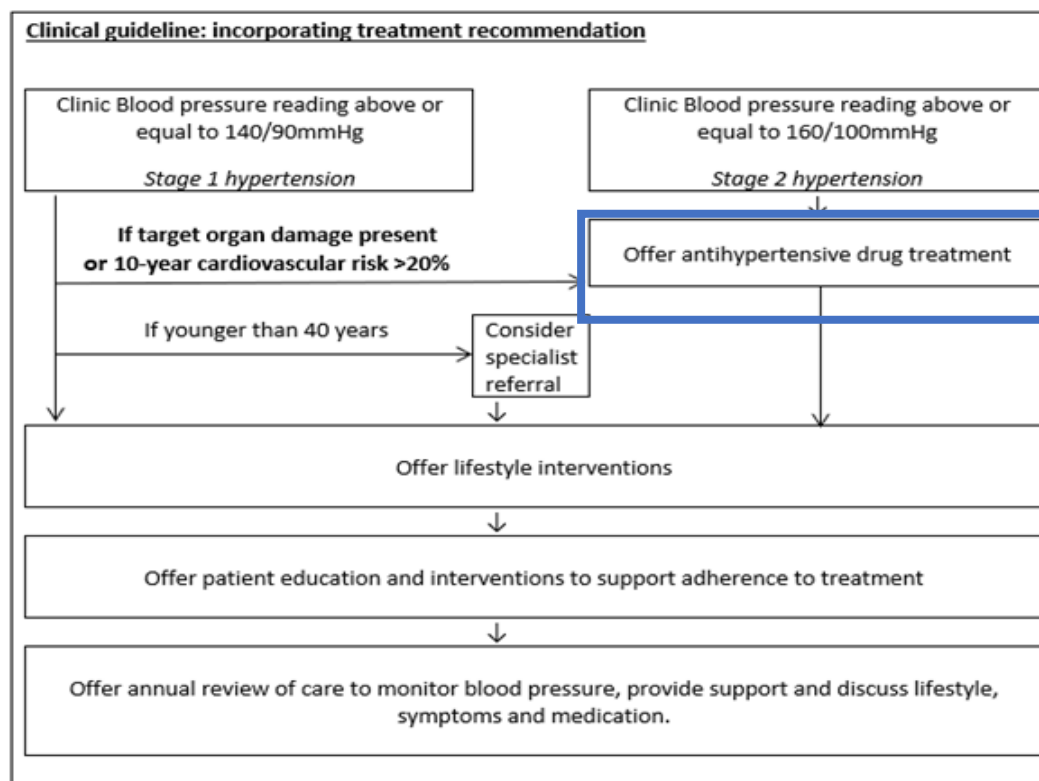 Clinical guideline: incorporating treatment recommendation
Clinic Blood pressure reading above or
equal to 140/90mmHg
Stage 1 hypertension
Clinic Blood pressure reading above or
equal to 160/100mmHg
Stage 2 hypertension
If target organ damage present
or 10-year cardiovascular risk >20%
Offer antihypertensive drug treatment
If younger than 40 years
Consider
specialist
referral
Offer lifestyle interventions
Offer patient education and interventions to support adherence to treatment
Offer annual review of care to monitor blood pressure, provide support and discuss lifestyle,
symptoms and medication.